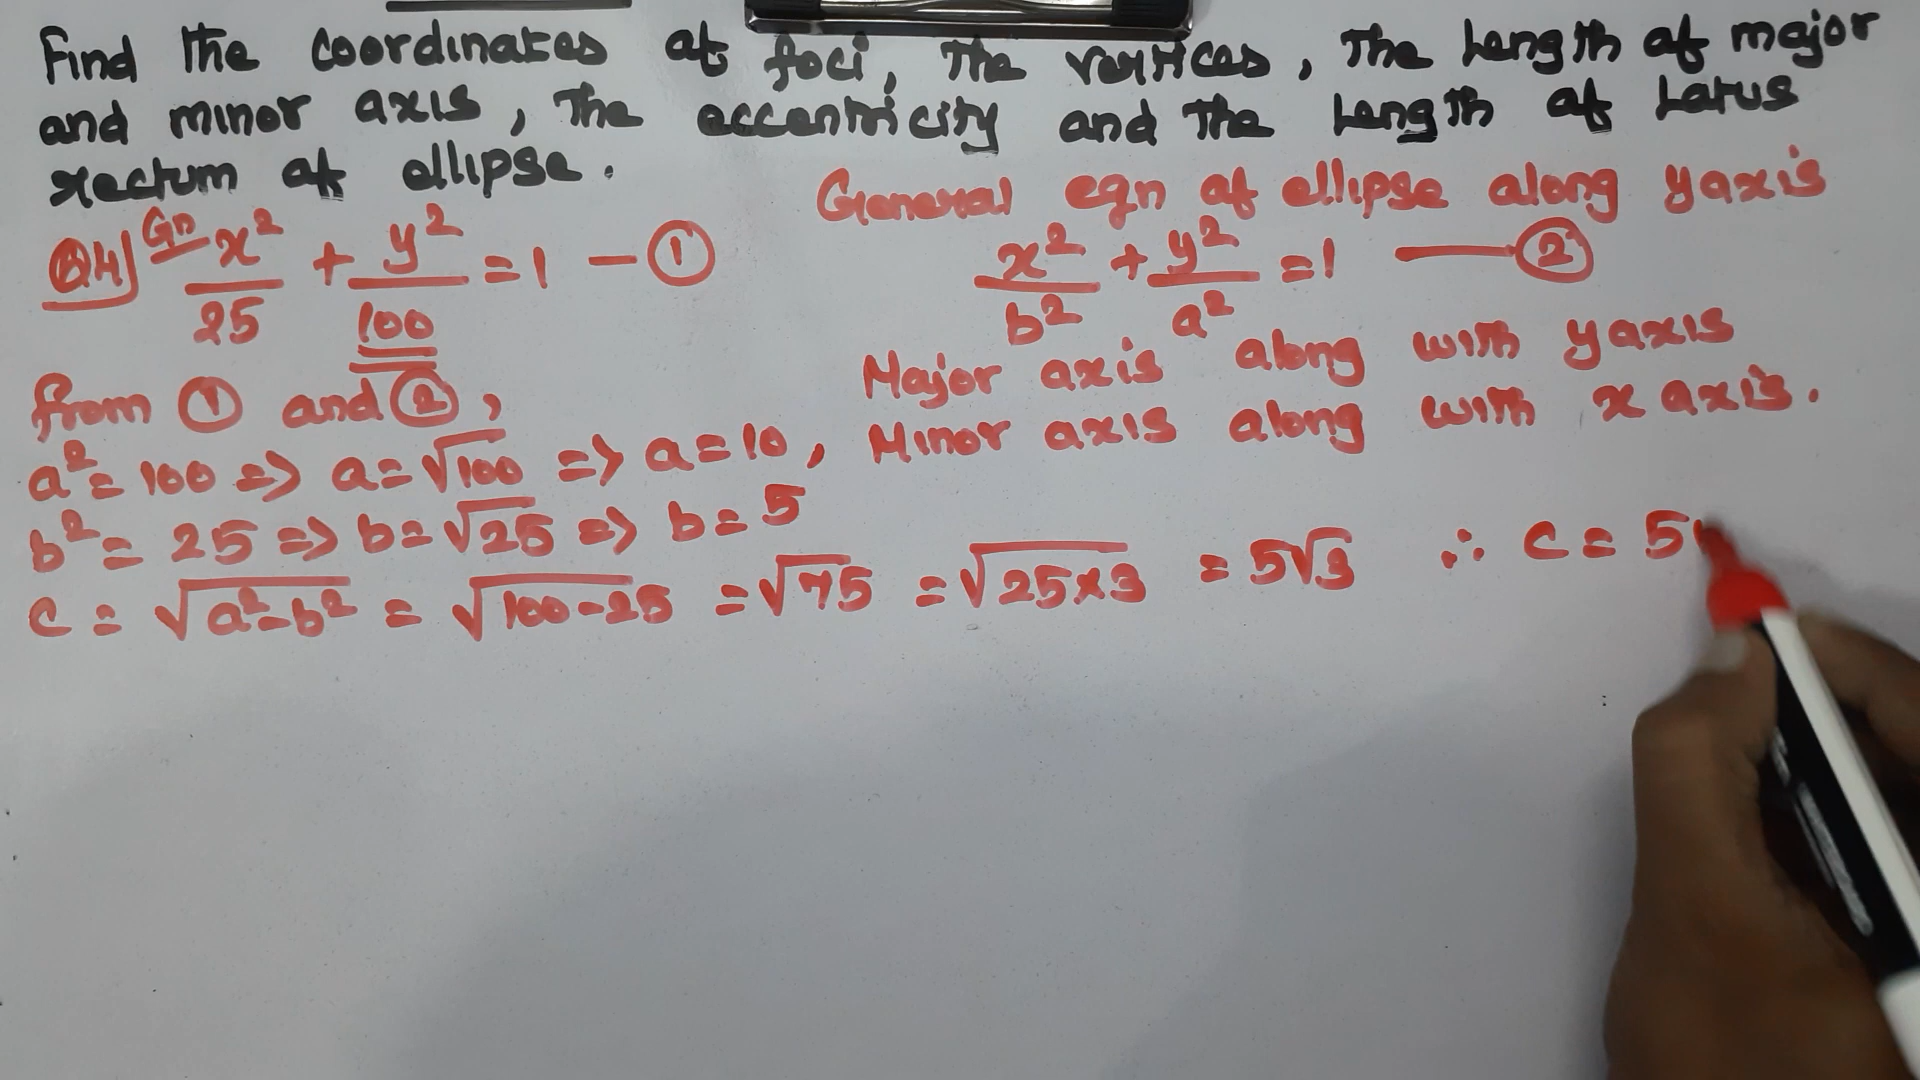 Find the coordinates of foci, The vertices, The Length of major
and minor axis, The eccentricity and The Length of Latus
rectum of ellipse.
General eqn of ellipse along y axis
Q4) Gn x²/25 + y²/100 = 1 — ①
x²/b² + y²/a² = 1 — ②
Major axis along with y axis
Minor axis along with x axis.
from ① and ②,
a² = 100 => a = √100 => a = 10,
b² = 25 => b = √25 => b = 5
c = √a²-b² = √100-25 = √75 = √25×3 = 5√3 ∴ c = 5